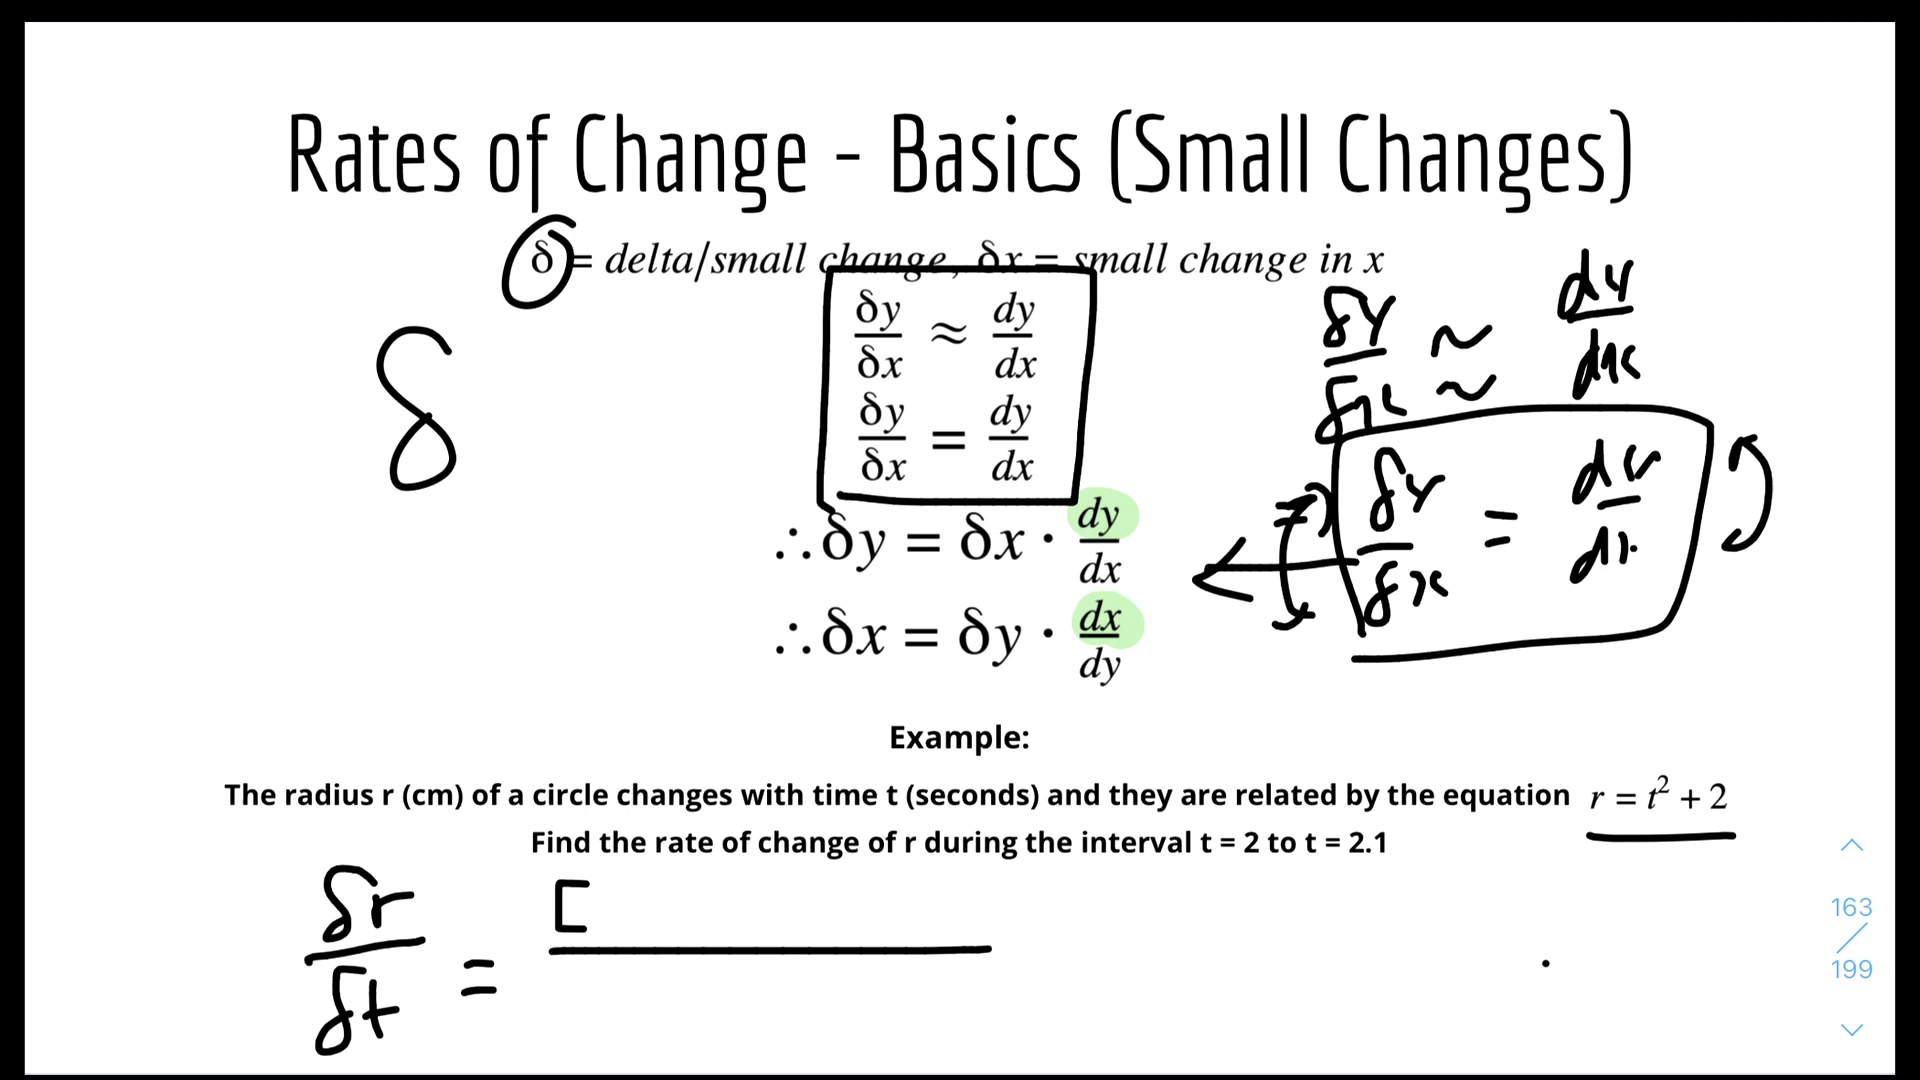 Rates of Change - Basics (Small Changes)
δ = delta/small change, δx = small change in x
δy/δx ≈ dy/dx
δy/δx = dy/dx
∴ δy = δx · dy/dx
∴ δx = δy · dx/dy
δ
δy/δx ≈ dy/dx
δy/δx = dy/dx
Example:
The radius r (cm) of a circle changes with time t (seconds) and they are related by the equation r = t² + 2
Find the rate of change of r during the interval t = 2 to t = 2.1
δr/δt = [
163
/
199